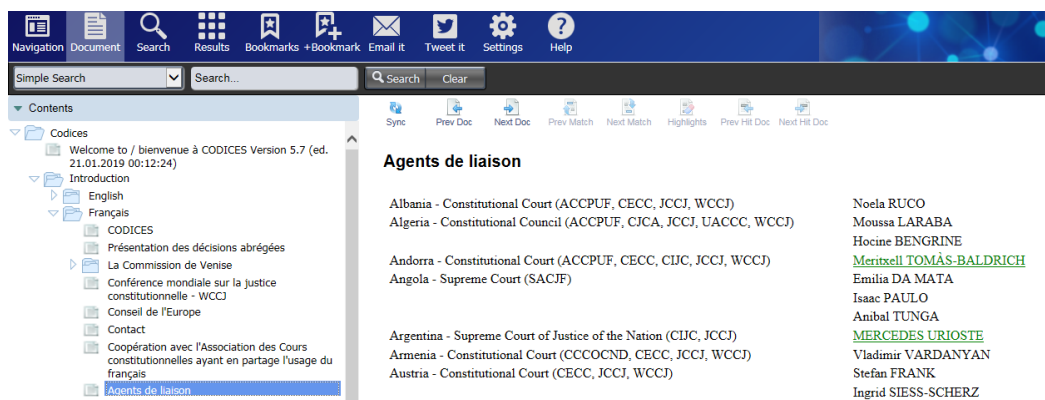 Navigation Document Search Results Bookmarks +Bookmark Email it Tweet it Settings Help
Simple Search Search... Search Clear
Contents
Codices
Welcome to / bienvenue à CODICES Version 5.7 (ed.
21.01.2019 00:12:24)
Introduction
English
Français
CODICES
Présentation des décisions abrégées
La Commission de Venise
Conférence mondiale sur la justice
constitutionnelle - WCCJ
Conseil de l'Europe
Contact
Coopération avec l'Association des Cours
constitutionnelles ayant en partage l'usage du
français
Agents de liaison
Sync Prev Doc Next Doc Prev Match Next Match Highlights Prev Hit Doc Next Hit Doc
Agents de liaison
Albania - Constitutional Court (ACCPUF, CECC, JCCJ, WCCJ) Noela RUCO
Algeria - Constitutional Council (ACCPUF, CJCA, JCCJ, UACCC, WCCJ) Moussa LARABA
Hocine BENGRINE
Andorra - Constitutional Court (ACCPUF, CECC, CIJC, JCCJ, WCCJ) Meritxell TOMÀS-BALDRICH
Angola - Supreme Court (SACJF) Emilia DA MATA
Isaac PAULO
Anibal TUNGA
Argentina - Supreme Court of Justice of the Nation (CIJC, JCCJ) MERCEDES URIOSTE
Armenia - Constitutional Court (CCCOCND, CECC, JCCJ, WCCJ) Vladimir VARDANYAN
Austria - Constitutional Court (CECC, JCCJ, WCCJ) Stefan FRANK
Ingrid SIESS-SCHERZ